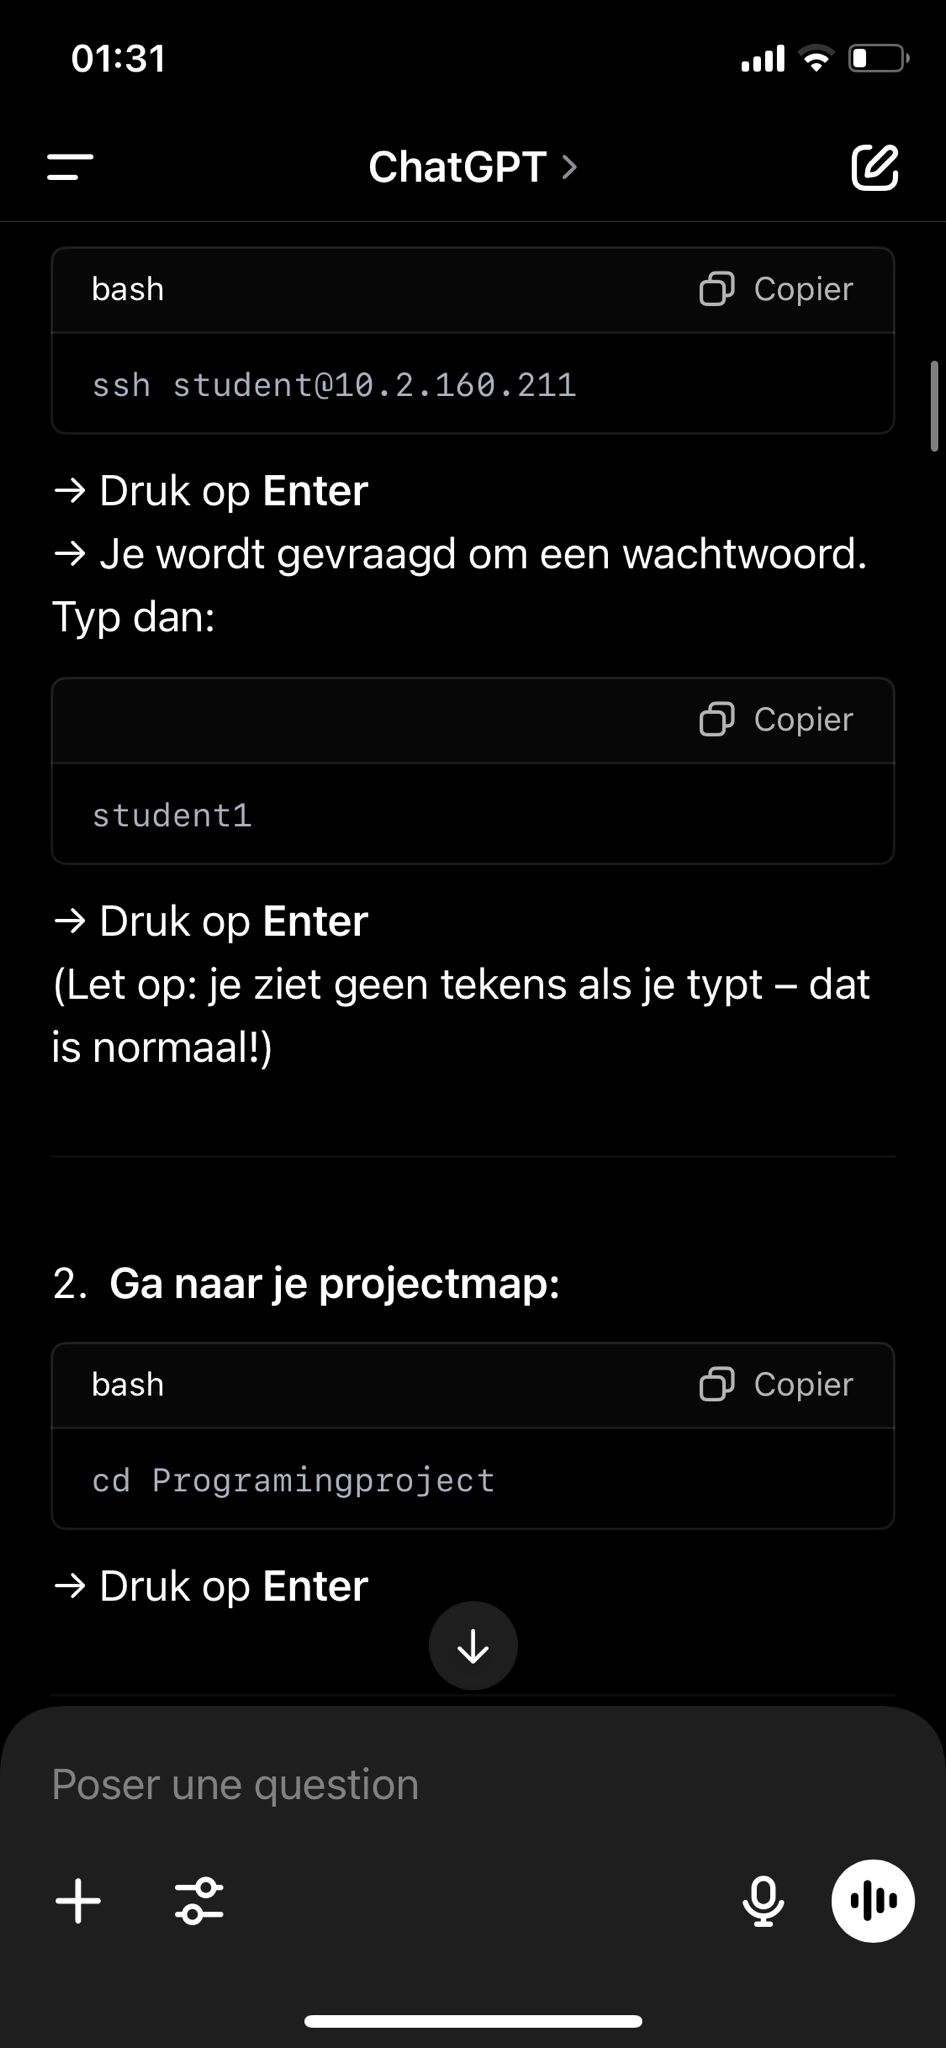 01:31
ChatGPT >
bash
Copier
ssh student@10.2.160.211
→ Druk op Enter
→ Je wordt gevraagd om een wachtwoord.
Typ dan:
Copier
student1
→ Druk op Enter
(Let op: je ziet geen tekens als je typt – dat
is normaal!)
2. Ga naar je projectmap:
bash
Copier
cd Programingproject
→ Druk op Enter
Poser une question